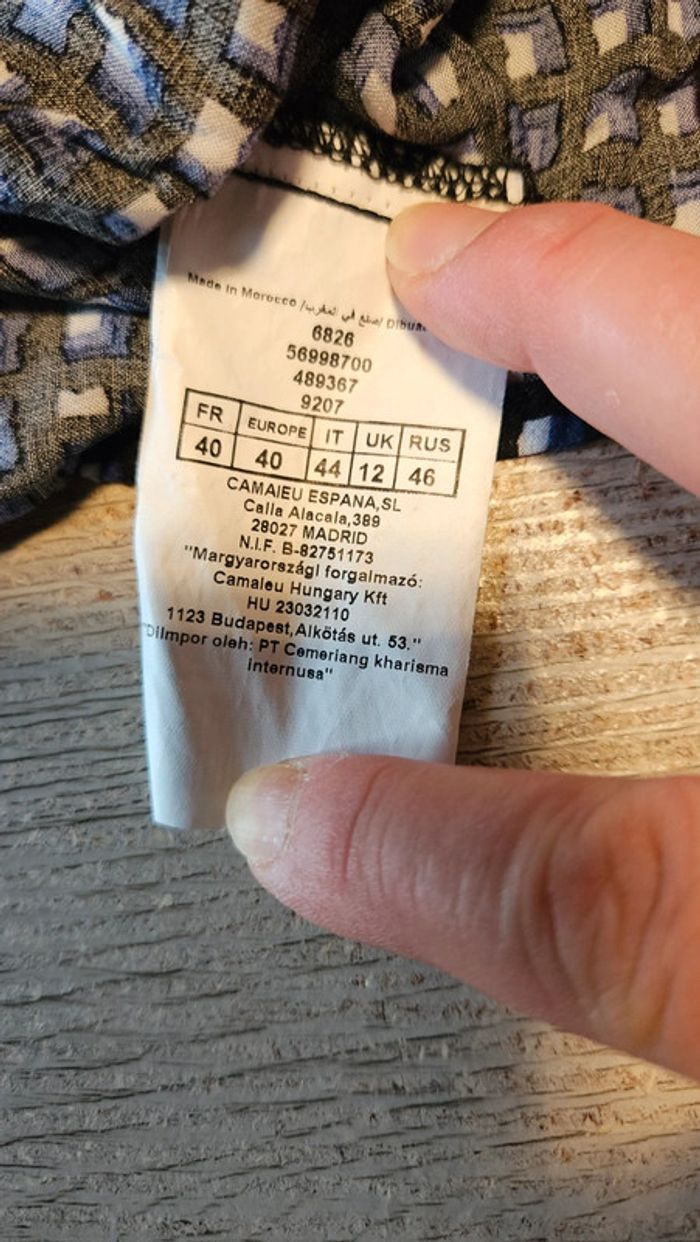 Made in Morocco /صنع في المغرب/
6826
56998700
489367
9207
FR EUROPE IT UK RUS
40 40 44 12 46
CAMAIEU ESPANA,SL
Calla Alacala,389
28027 MADRID
N.I.F. B-82751173
"Margyarországi forgalmazó:
Camaieu Hungary Kft
HU 23032110
1123 Budapest,Alkötás ut. 53."
"DiImpor oleh: PT Cemeriang kharisma
internusa"